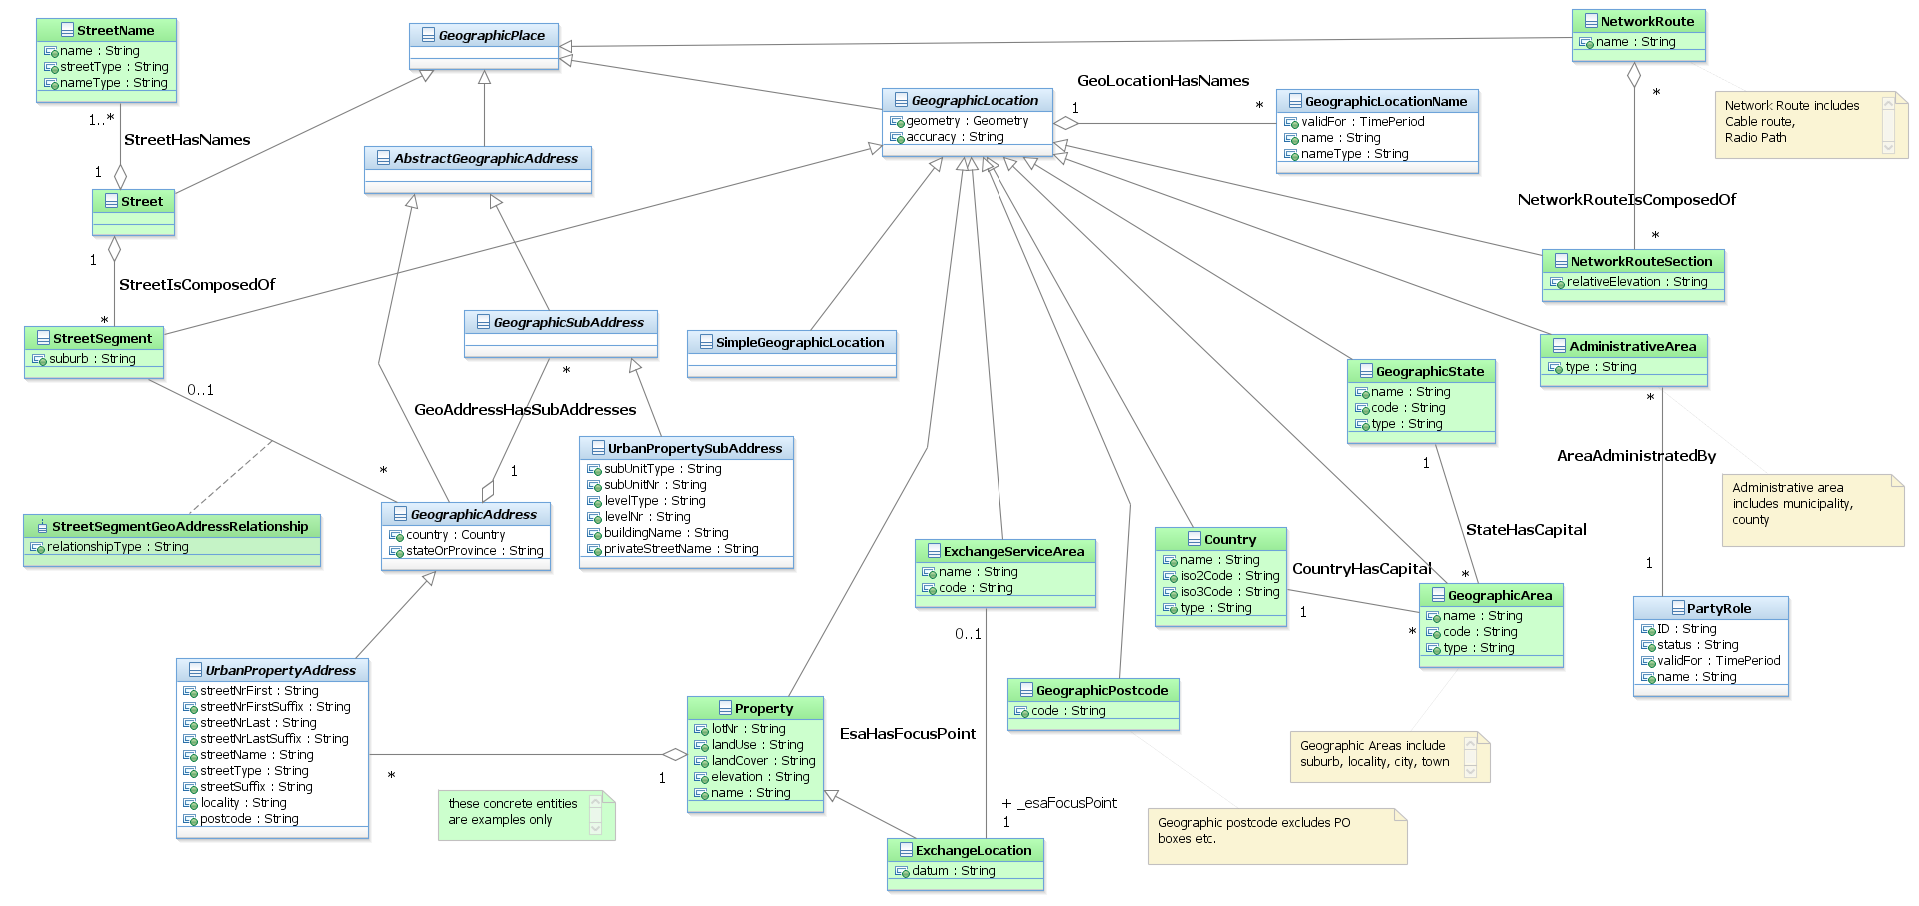 StreetName
name : String
streetType : String
nameType : String
1..*
StreetHasNames
1
Street
1
StreetIsComposedOf
*
StreetSegment
suburb : String
0..1
*
StreetSegmentGeoAddressRelationship
relationshipType : String
GeographicPlace
AbstractGeographicAddress
GeographicSubAddress
*
GeoAddressHasSubAddresses
1
GeographicAddress
country : Country
stateOrProvince : String
UrbanPropertySubAddress
subUnitType : String
subUnitNr : String
levelType : String
levelNr : String
buildingName : String
privateStreetName : String
UrbanPropertyAddress
streetNrFirst : String
streetNrFirstSuffix : String
streetNrLast : String
streetNrLastSuffix : String
streetName : String
streetType : String
streetSuffix : String
locality : String
postcode : String
*
1
these concrete entities
are examples only
GeographicLocation
geometry : Geometry
accuracy : String
GeoLocationHasNames
1
*
GeographicLocationName
validFor : TimePeriod
name : String
nameType : String
SimpleGeographicLocation
Property
lotNr : String
landUse : String
landCover : String
elevation : String
name : String
ExchangeServiceArea
name : String
code : String
0..1
EsaHasFocusPoint
+ _esaFocusPoint
1
ExchangeLocation
datum : String
GeographicPostcode
code : String
Geographic postcode excludes PO
boxes etc.
Country
name : String
iso2Code : String
iso3Code : String
type : String
CountryHasCapital
1
*
GeographicState
name : String
code : String
type : String
1
StateHasCapital
*
GeographicArea
name : String
code : String
type : String
Geographic Areas include
suburb, locality, city, town
NetworkRoute
name : String
*
Network Route includes
Cable route,
Radio Path
NetworkRouteIsComposedOf
*
NetworkRouteSection
relativeElevation : String
AdministrativeArea
type : String
*
AreaAdministratedBy
Administrative area
includes municipality,
county
1
PartyRole
ID : String
status : String
validFor : TimePeriod
name : String